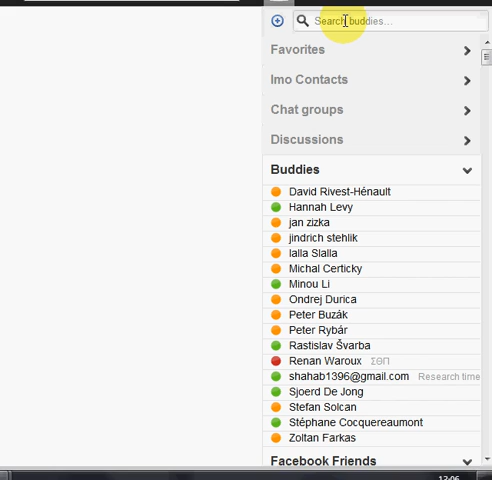 Search buddies...
Favorites
Imo Contacts
Chat groups
Discussions
Buddies
David Rivest-Hénault
Hannah Levy
jan zizka
jindrich stehlik
lalla Slalla
Michal Certicky
Minou Li
Ondrej Durica
Peter Buzák
Peter Rybár
Rastislav Švarba
Renan Waroux ΣΘΠ
shahab1396@gmail.com Research time
Sjoerd De Jong
Stefan Solcan
Stéphane Cocquereaumont
Zoltan Farkas
Facebook Friends
12:06